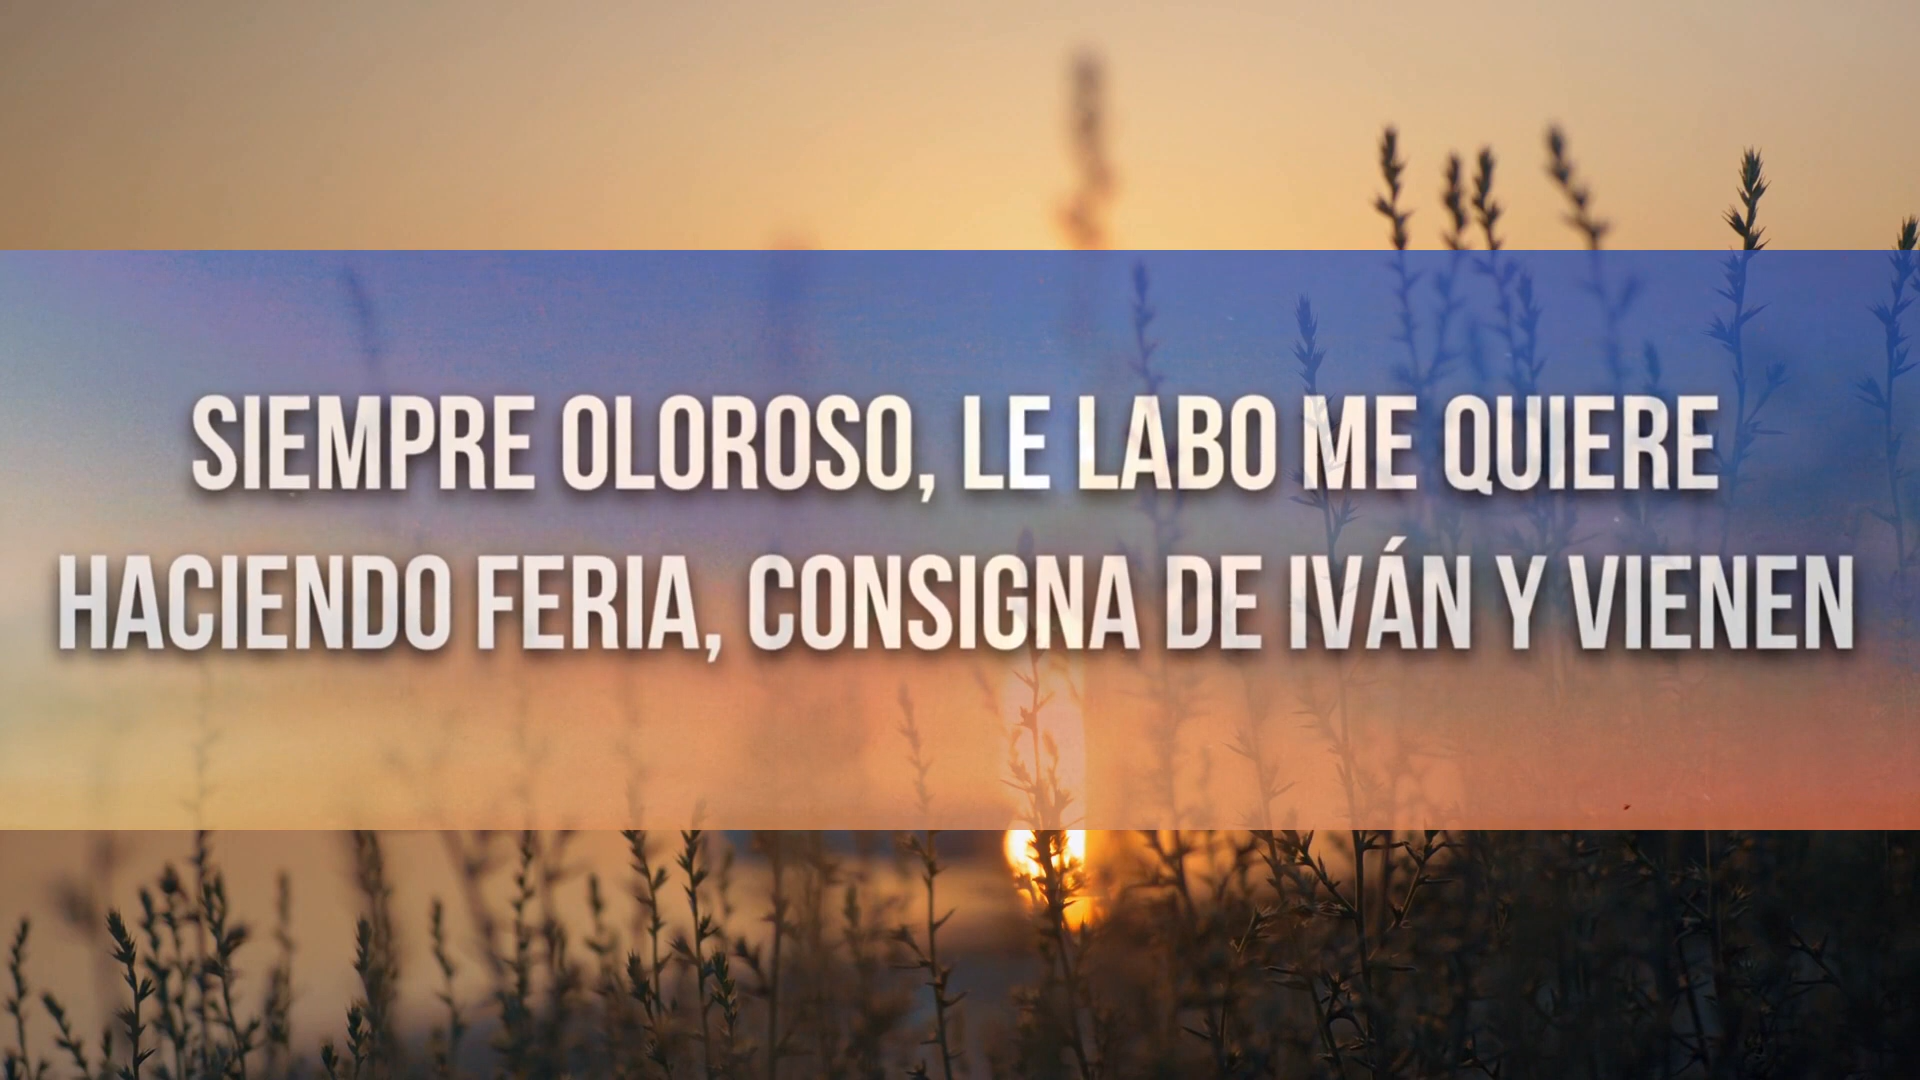 SIEMPRE OLOROSO, LE LABO ME QUIERE
HACIENDO FERIA, CONSIGNA DE IVÁN Y VIENEN